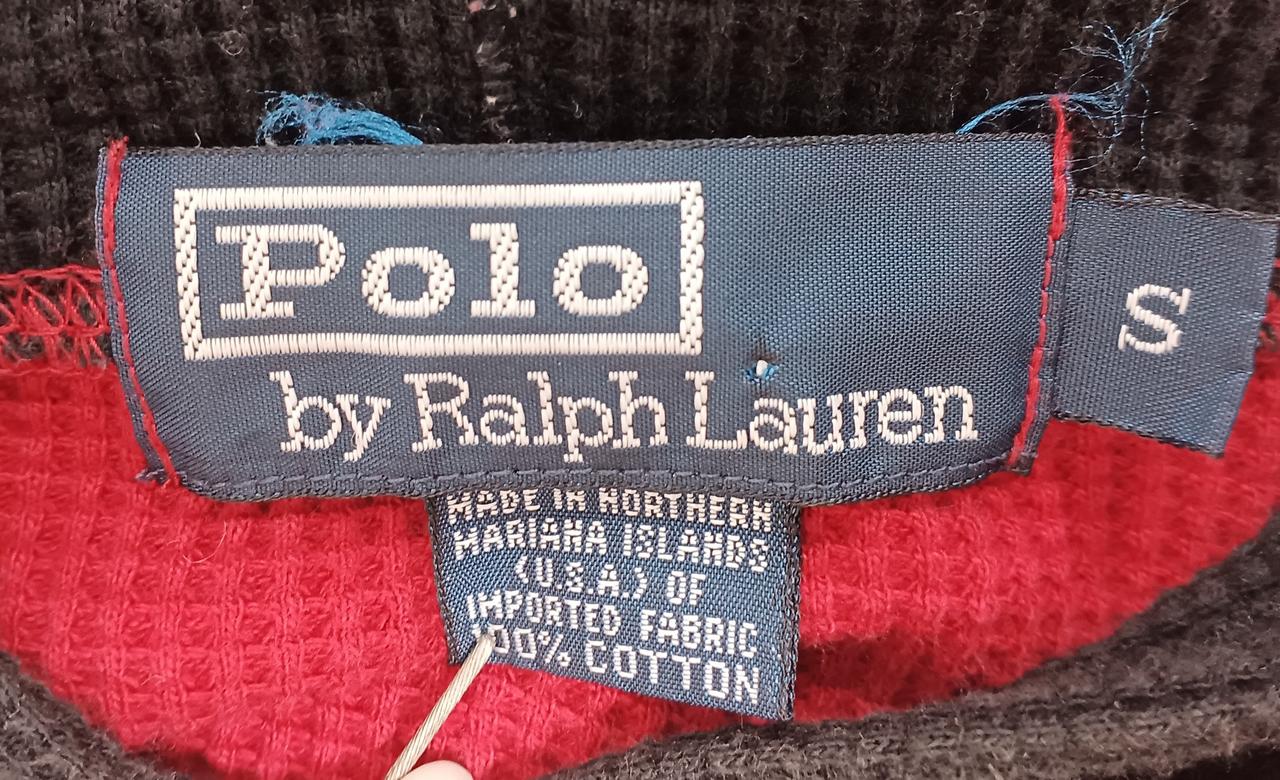 Polo
by Ralph Lauren
S
MADE IN NORTHERN
MARIANA ISLANDS
(U.S.A.) OF
IMPORTED FABRIC
100% COTTON